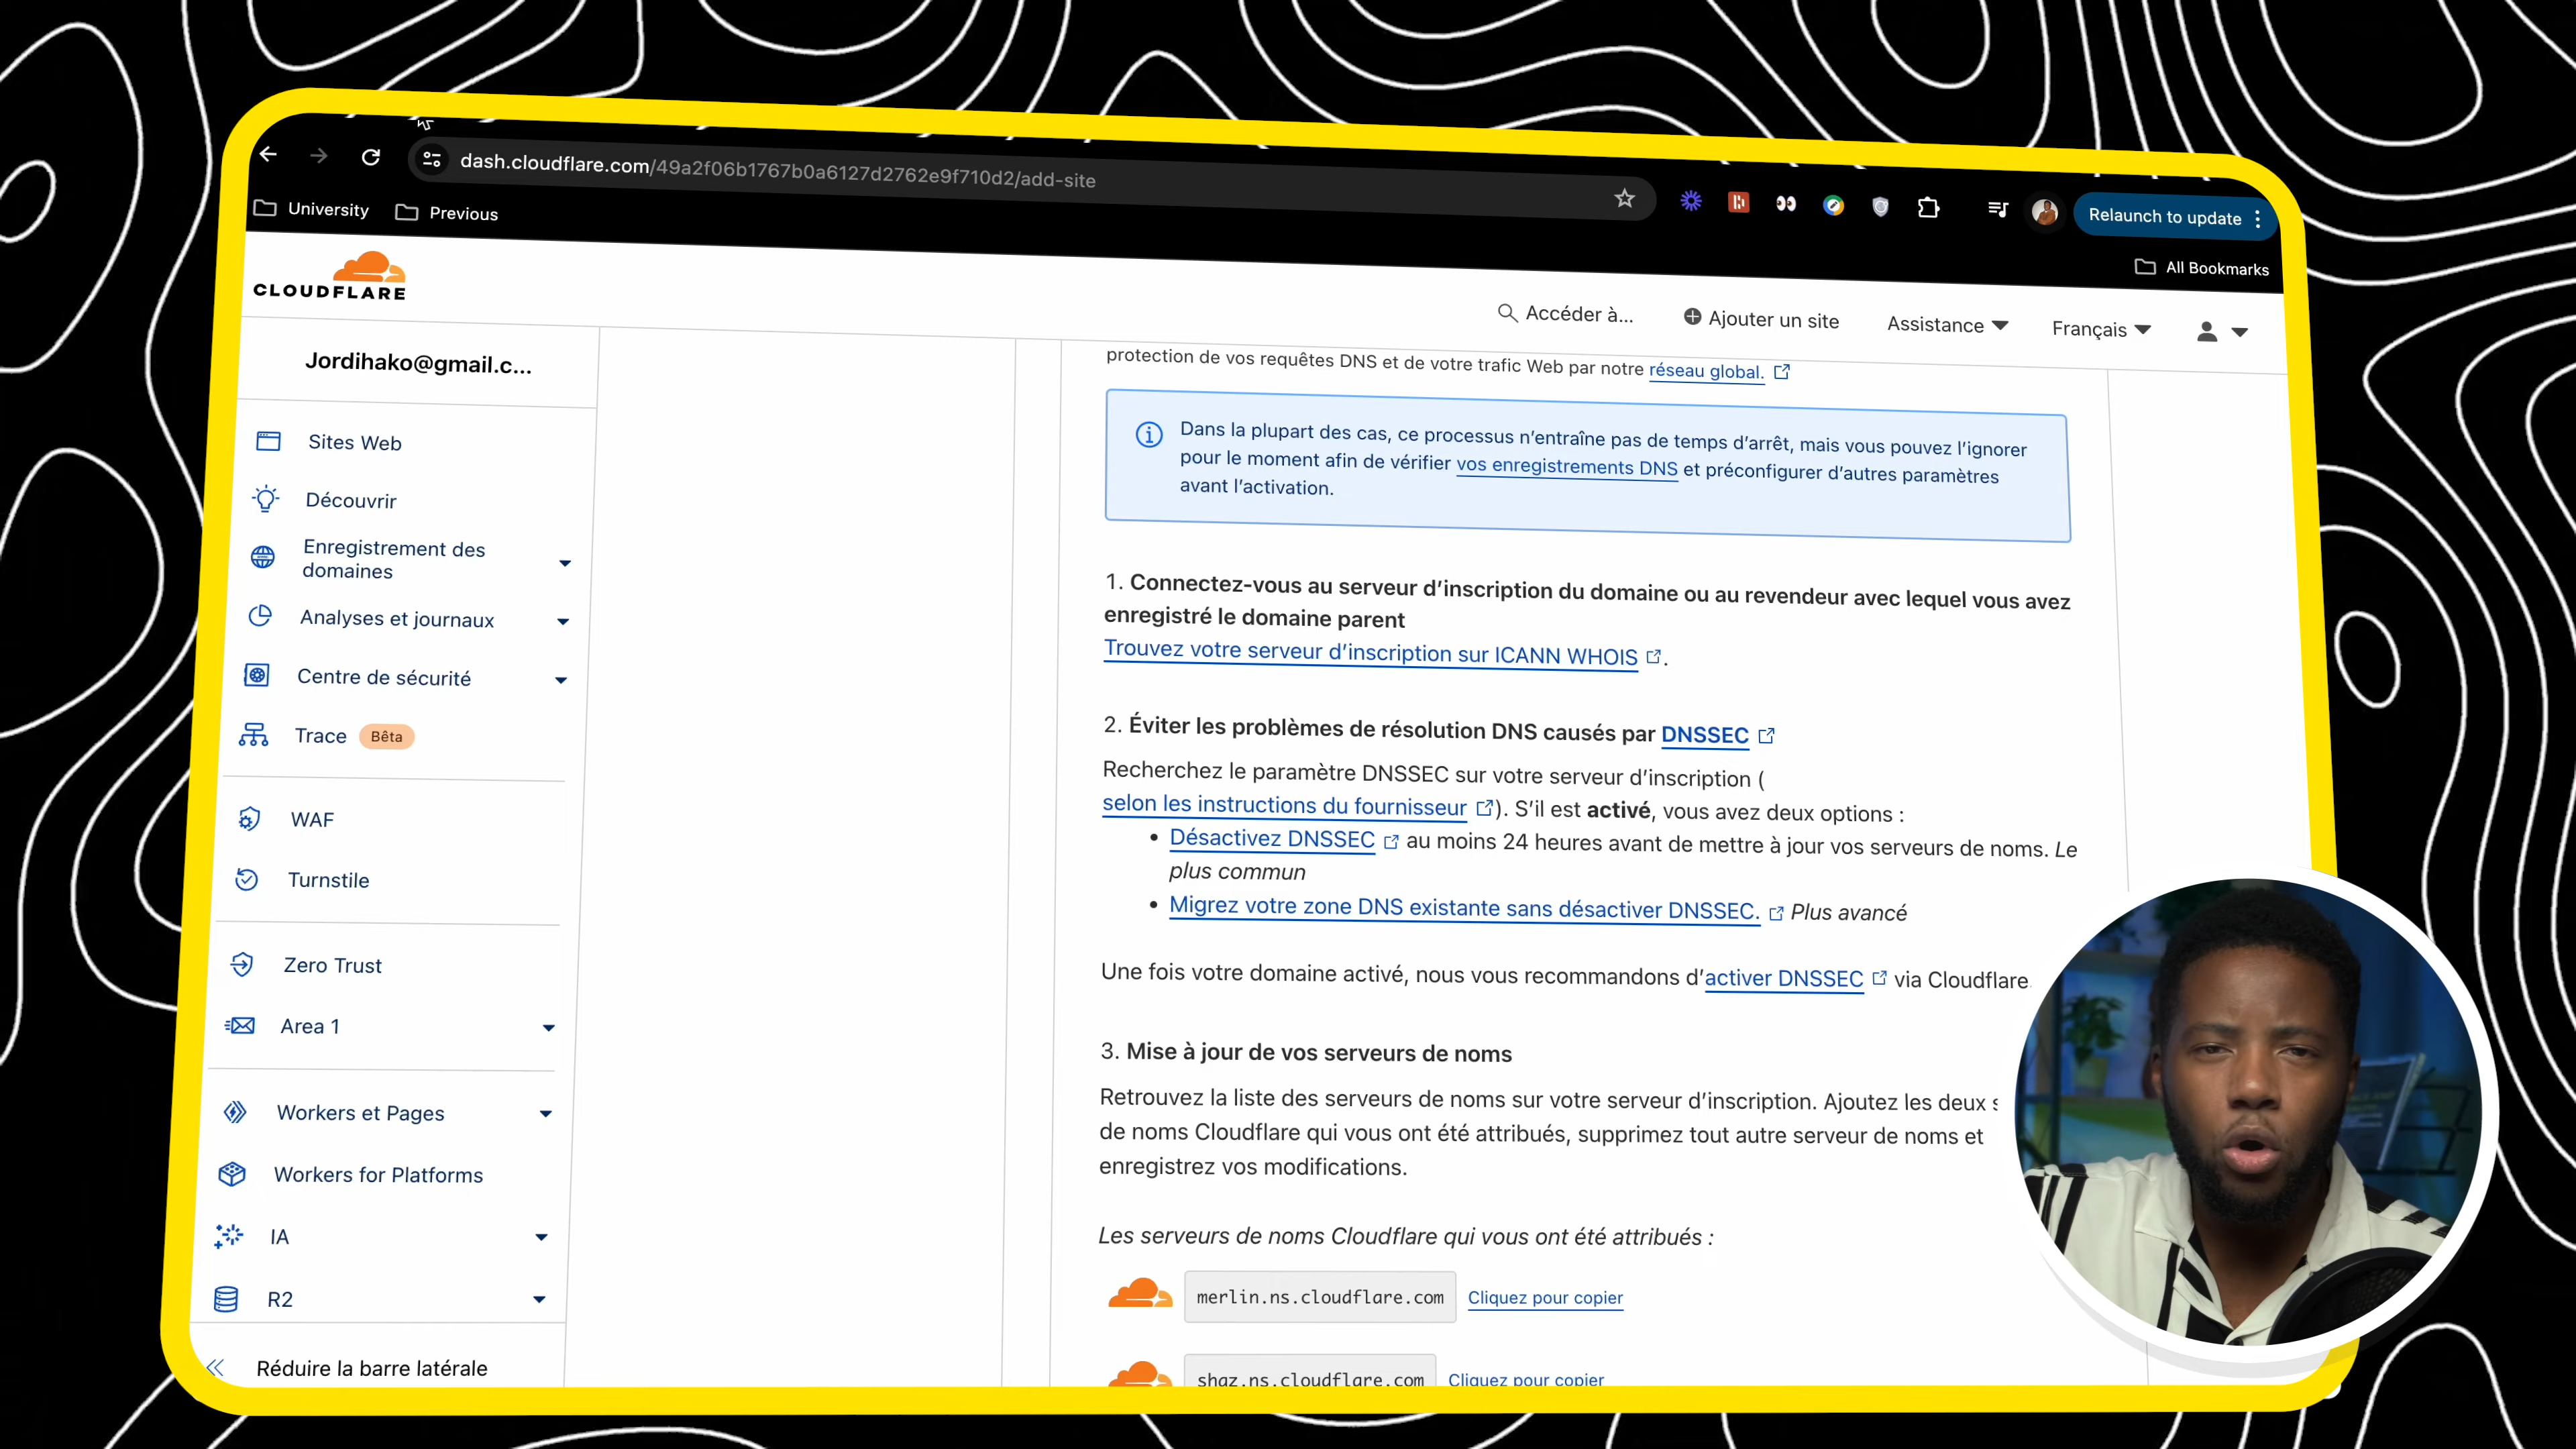 dash.cloudflare.com/49a2f06b1767b0a6127d2762e9f710d2/add-site
Relaunch to update
University
Previous
All Bookmarks
CLOUDFLARE
Accéder à...
Ajouter un site
Assistance
Français
Jordihako@gmail.c...
Sites Web
Découvrir
Enregistrement des
domaines
Analyses et journaux
Centre de sécurité
Trace Bêta
WAF
Turnstile
Zero Trust
Area 1
Workers et Pages
Workers for Platforms
IA
R2
Réduire la barre latérale
protection de vos requêtes DNS et de votre trafic Web par notre réseau global.
Dans la plupart des cas, ce processus n’entraîne pas de temps d’arrêt, mais vous pouvez l’ignorer
pour le moment afin de vérifier vos enregistrements DNS et préconfigurer d’autres paramètres
avant l’activation.
1. Connectez-vous au serveur d’inscription du domaine ou au revendeur avec lequel vous avez
enregistré le domaine parent
Trouvez votre serveur d’inscription sur ICANN WHOIS .
2. Éviter les problèmes de résolution DNS causés par DNSSEC
Recherchez le paramètre DNSSEC sur votre serveur d’inscription (
selon les instructions du fournisseur ). S’il est activé, vous avez deux options :
• Désactivez DNSSEC au moins 24 heures avant de mettre à jour vos serveurs de noms. Le
plus commun
• Migrez votre zone DNS existante sans désactiver DNSSEC. Plus avancé
Une fois votre domaine activé, nous vous recommandons d’activer DNSSEC via Cloudflare.
3. Mise à jour de vos serveurs de noms
Retrouvez la liste des serveurs de noms sur votre serveur d’inscription. Ajoutez les deux s
de noms Cloudflare qui vous ont été attribués, supprimez tout autre serveur de noms et
enregistrez vos modifications.
Les serveurs de noms Cloudflare qui vous ont été attribués :
merlin.ns.cloudflare.com Cliquez pour copier
shaz.ns.cloudflare.com Cliquez pour copier